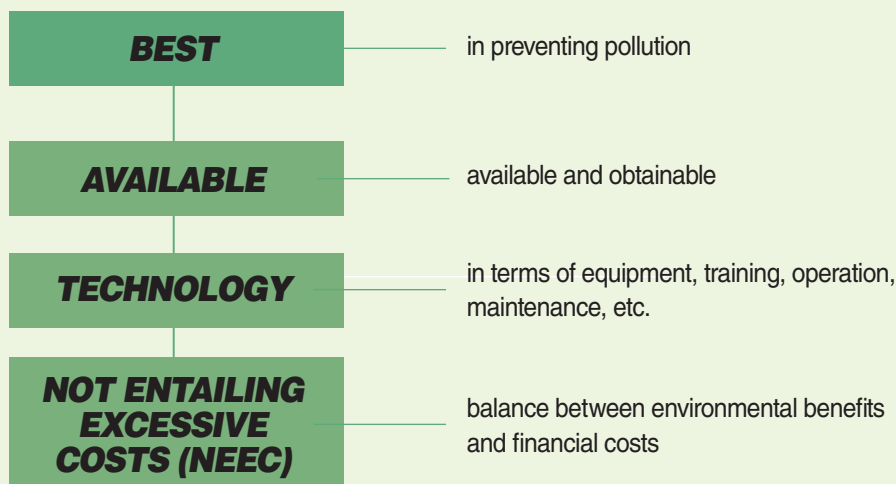 BEST
in preventing pollution
AVAILABLE
available and obtainable
TECHNOLOGY
in terms of equipment, training, operation,
maintenance, etc.
NOT ENTAILING
EXCESSIVE
COSTS (NEEC)
balance between environmental benefits
and financial costs